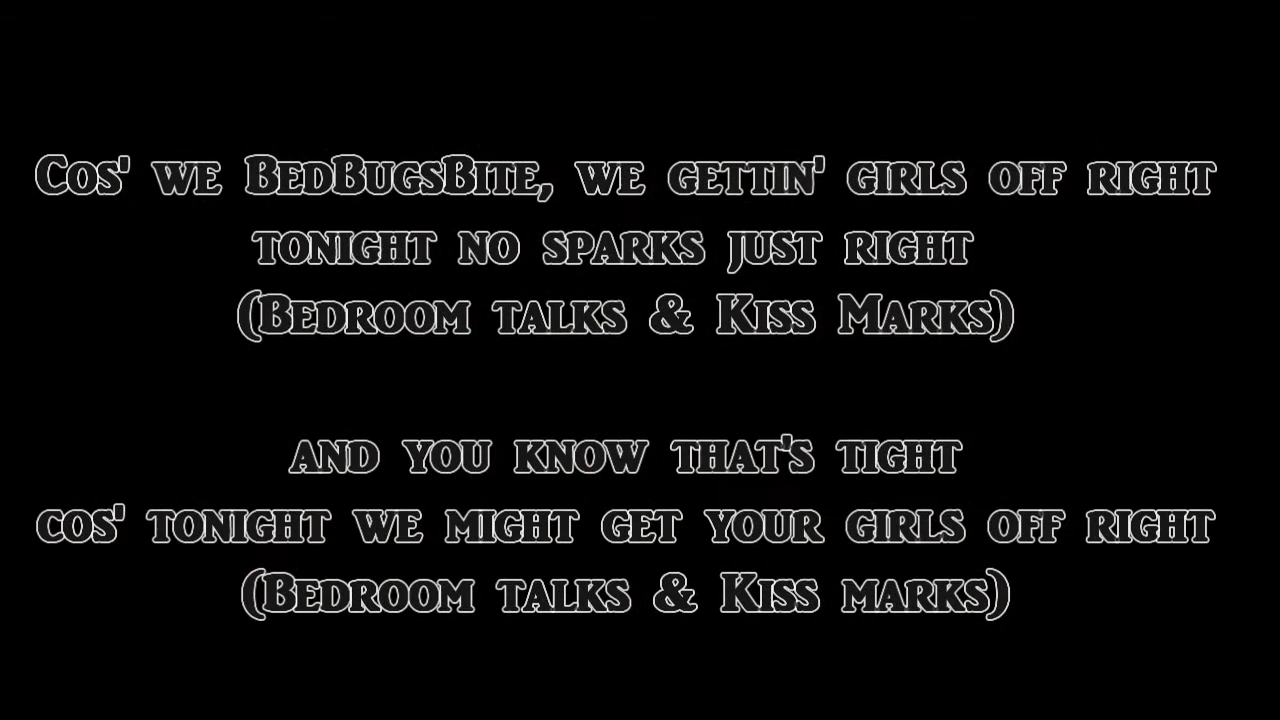 Cos' we BedBugsBite, we gettin' girls off right
tonight no sparks just right
(Bedroom talks & Kiss Marks)
and you know that's tight
cos' tonight we might get your girls off right
(Bedroom talks & Kiss marks)